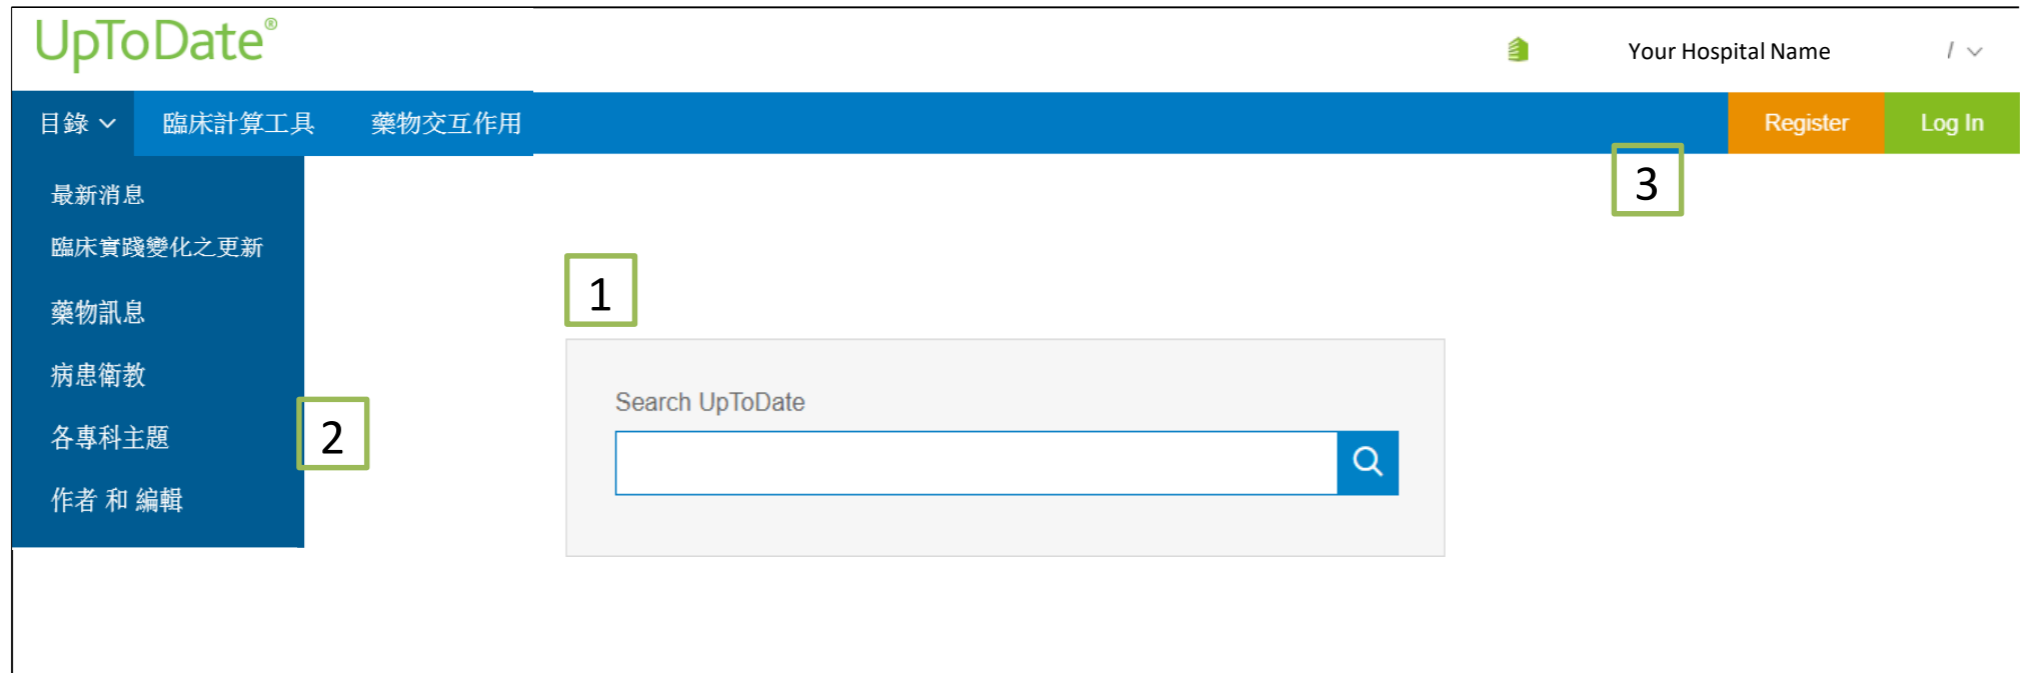 UpToDate®
Your Hospital Name /
目錄 臨床計算工具 藥物交互作用 Register Log In
3
最新消息
臨床實踐變化之更新
1
藥物訊息
病患衛教
Search UpToDate
各專科主題 2
作者 和 編輯